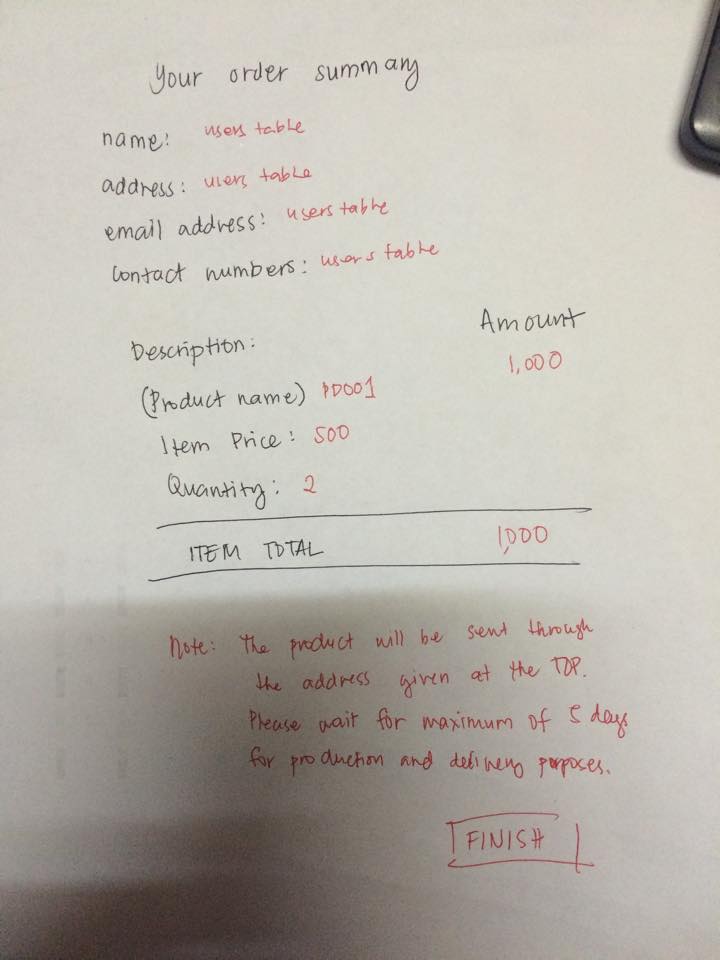 Your order summary
name: users table
address: users table
email address: users table
Contact numbers: users table
Amount
Description:
1,000
(Product name) PD001
Item Price: 500
Quantity: 2
ITEM TOTAL 1,000
Note: The product will be sent through
the address given at the TOP.
Please wait for maximum of 5 days
for production and delivery purposes.
FINISH